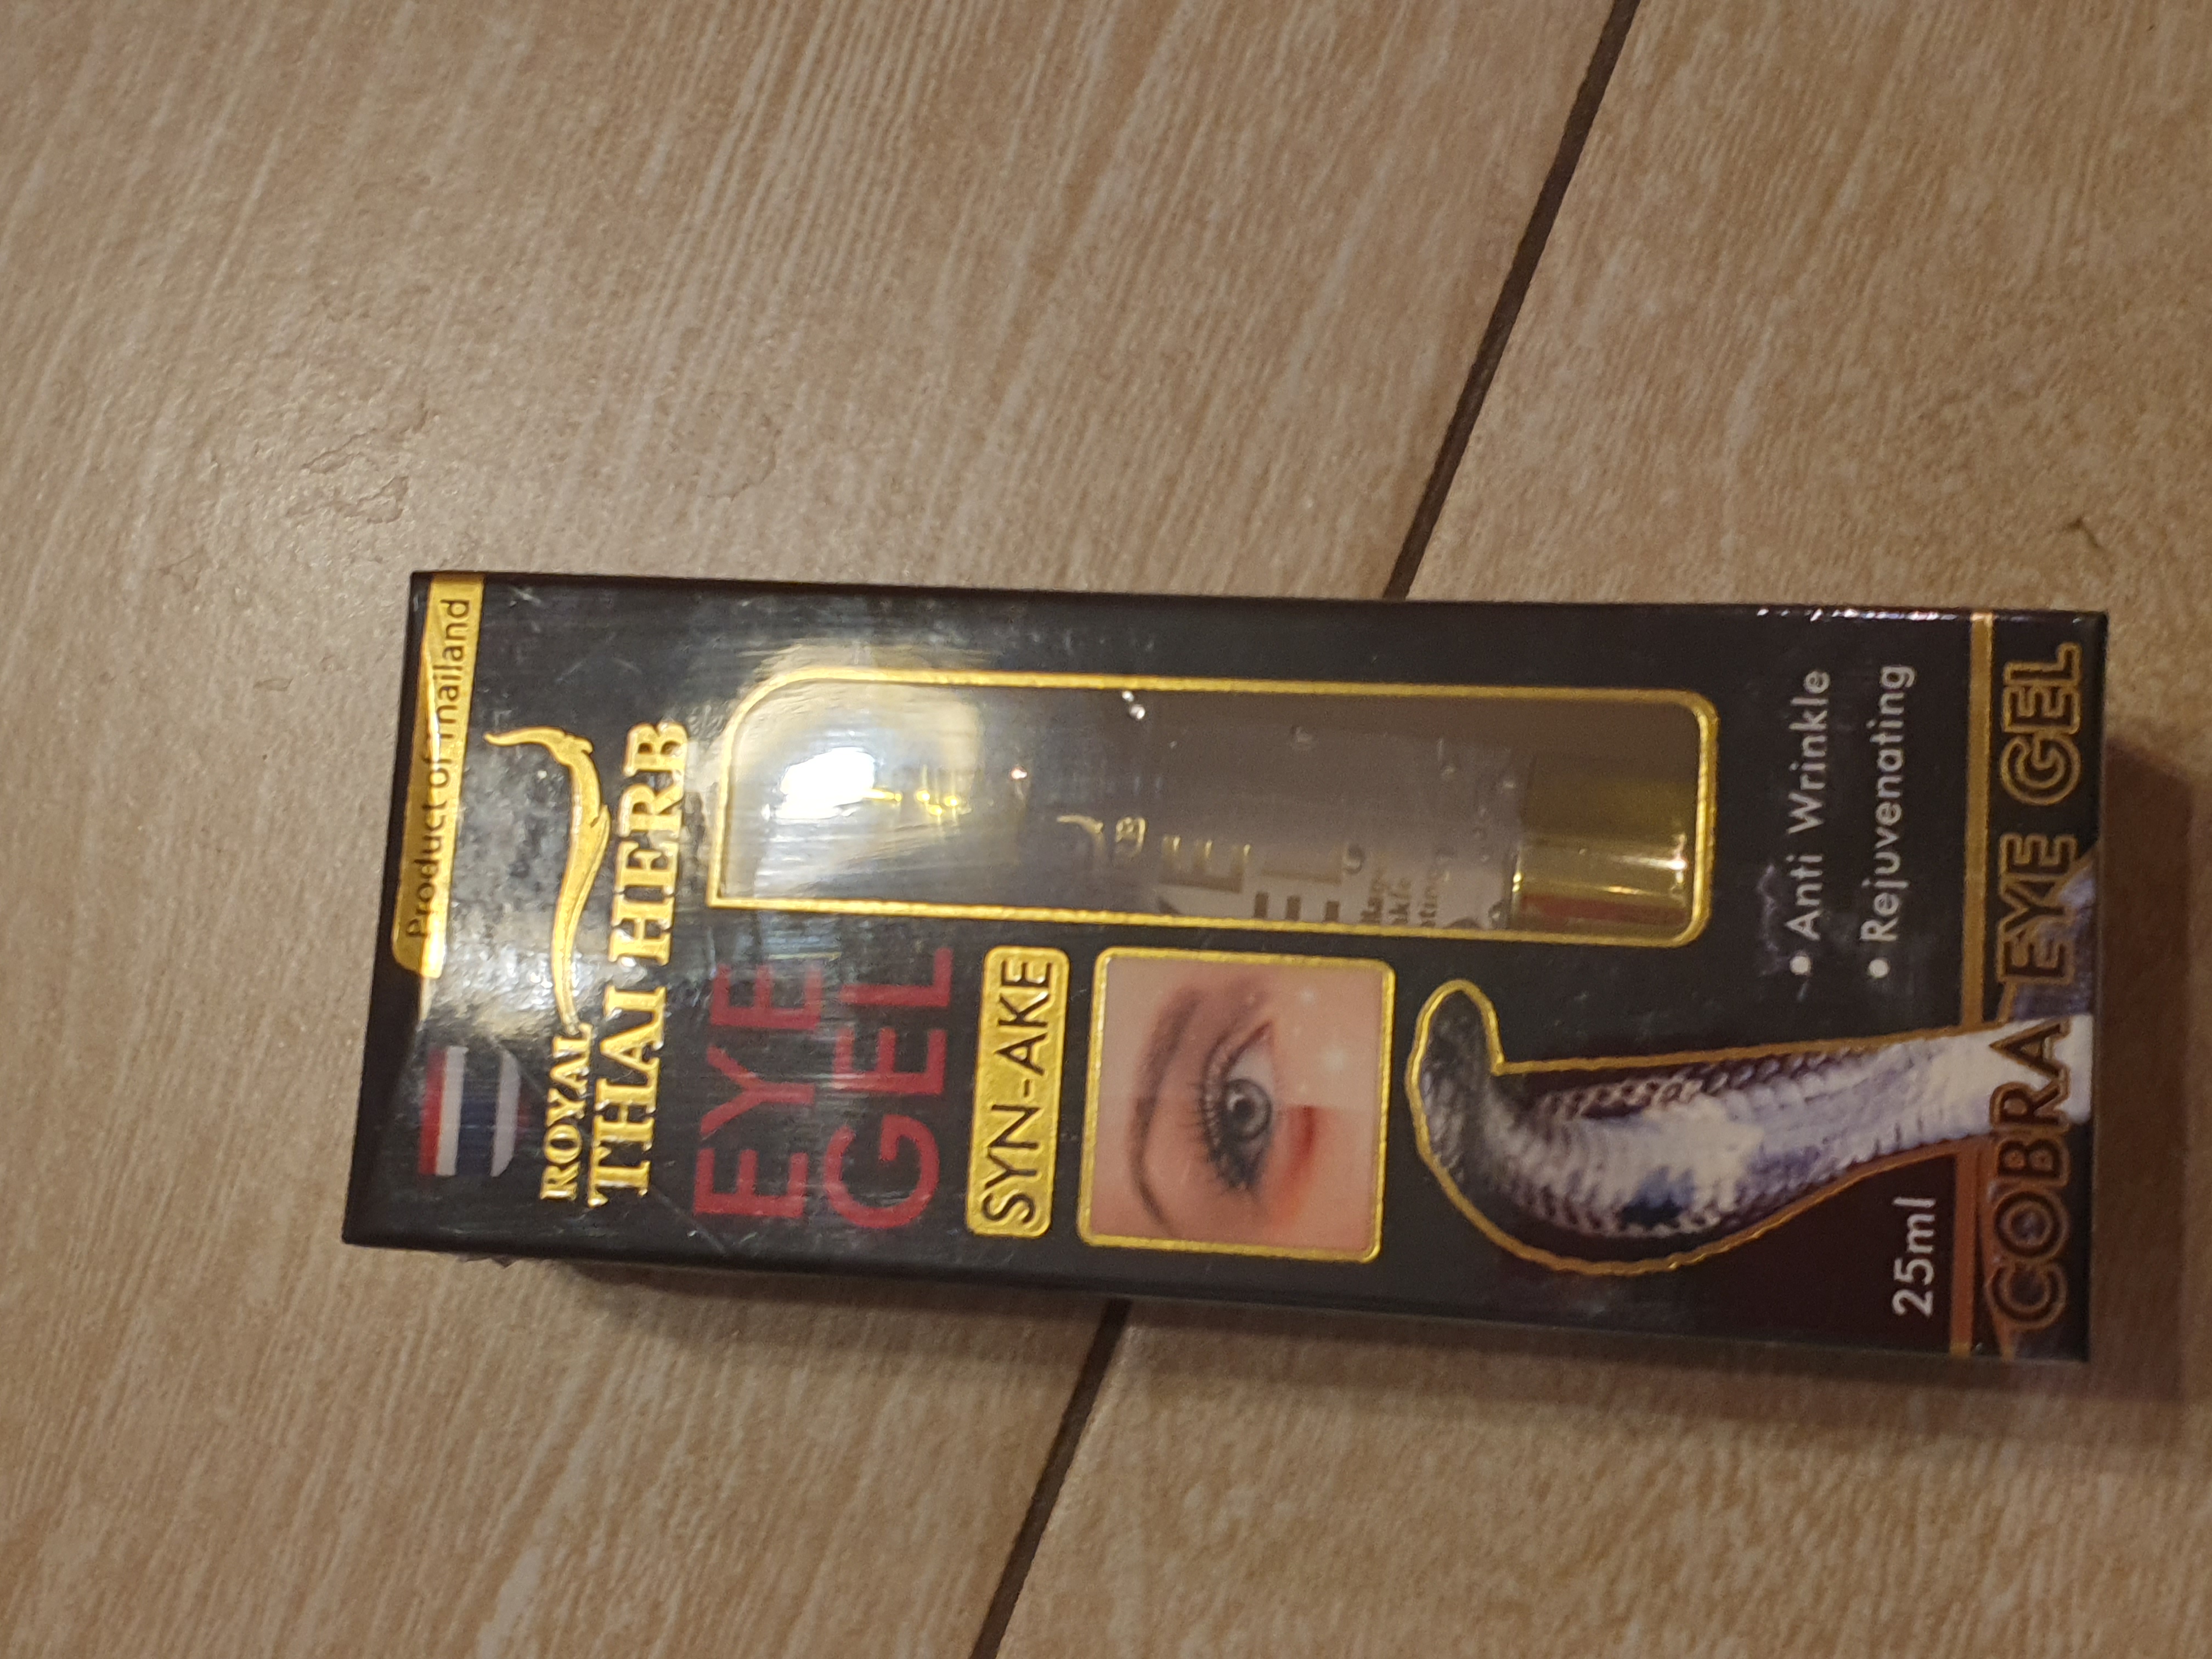 Product of Thailand
ROYAL
THAI HERB
EYE
GEL
SYN-AKE
• Anti Wrinkle
• Rejuvenating
25ml
COBRA EYE GEL